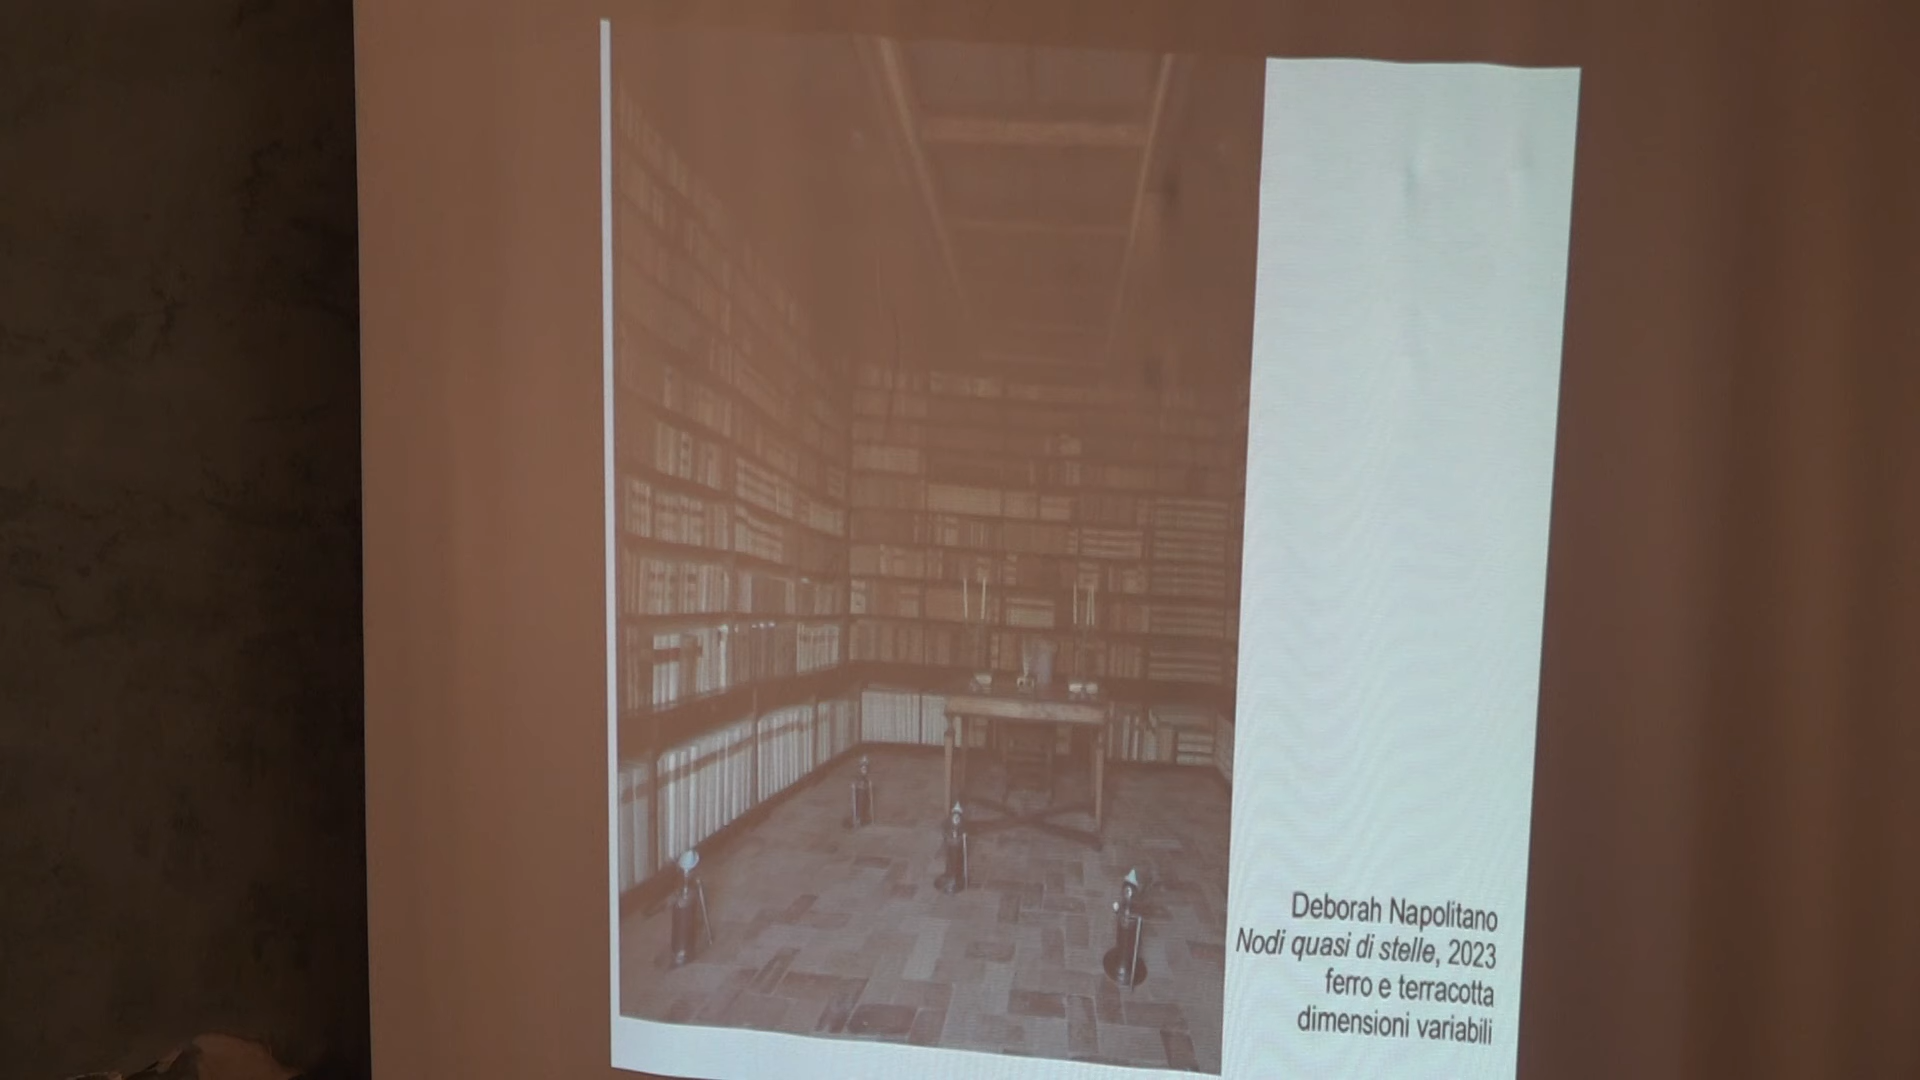 Deborah Napolitano
Nodi quasi di stelle, 2023
ferro e terracotta
dimensioni variabili